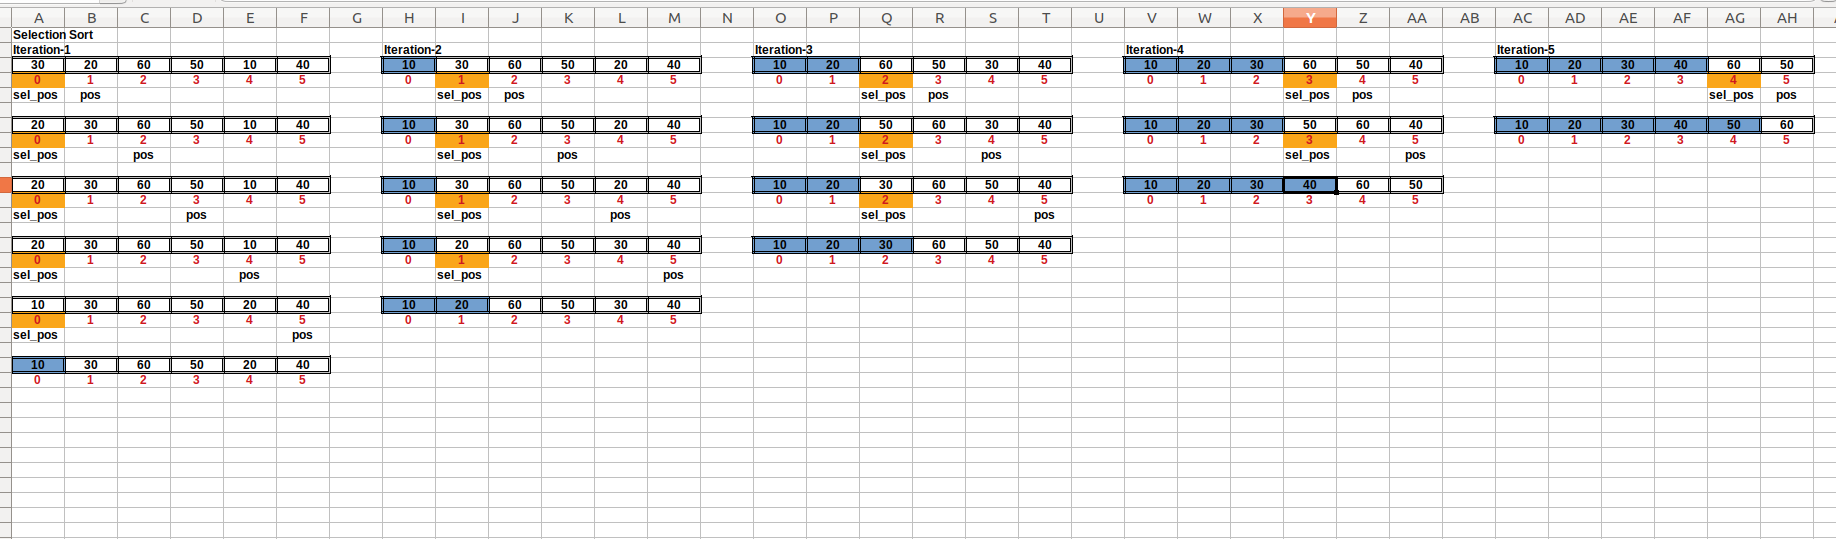 A B C D E F G H I J K L M N O P Q R S T U V W X Y Z AA AB AC AD AE AF AG AH
Selection Sort
Iteration-1 Iteration-2 Iteration-3 Iteration-4 Iteration-5
30 20 60 50 10 40 10 30 60 50 20 40 10 20 60 50 30 40 10 20 30 60 50 40 10 20 30 40 60 50
0 1 2 3 4 5 0 1 2 3 4 5 0 1 2 3 4 5 0 1 2 3 4 5 0 1 2 3 4 5
sel_pos pos sel_pos pos sel_pos pos sel_pos pos sel_pos pos
20 30 60 50 10 40 10 30 60 50 20 40 10 20 50 60 30 40 10 20 30 50 60 40 10 20 30 40 50 60
0 1 2 3 4 5 0 1 2 3 4 5 0 1 2 3 4 5 0 1 2 3 4 5 0 1 2 3 4 5
sel_pos pos sel_pos pos sel_pos pos sel_pos pos
20 30 60 50 10 40 10 30 60 50 20 40 10 20 30 60 50 40 10 20 30 40 60 50
0 1 2 3 4 5 0 1 2 3 4 5 0 1 2 3 4 5 0 1 2 3 4 5
sel_pos pos sel_pos pos sel_pos pos
20 30 60 50 10 40 10 20 60 50 30 40 10 20 30 60 50 40
0 1 2 3 4 5 0 1 2 3 4 5 0 1 2 3 4 5
sel_pos pos sel_pos pos
10 30 60 50 20 40 10 20 60 50 30 40
0 1 2 3 4 5 0 1 2 3 4 5
sel_pos pos
10 30 60 50 20 40
0 1 2 3 4 5